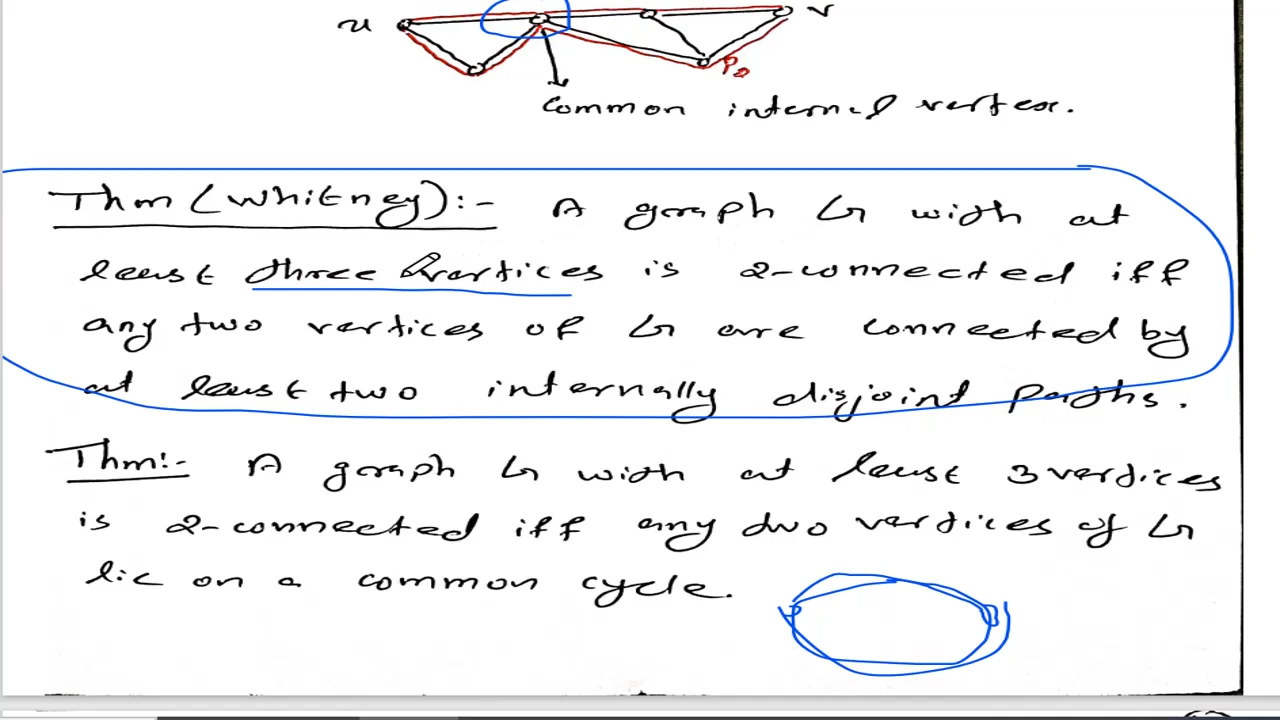 u v
P2
Common internal vertex.
Thm (Whitney):- A graph G with at
least three vertices is 2-connected iff
any two vertices of G are connected by
at least two internally disjoint paths.
Thm:- A graph G with at least 3 vertices
is 2-connected iff any two vertices of G
lie on a common cycle.